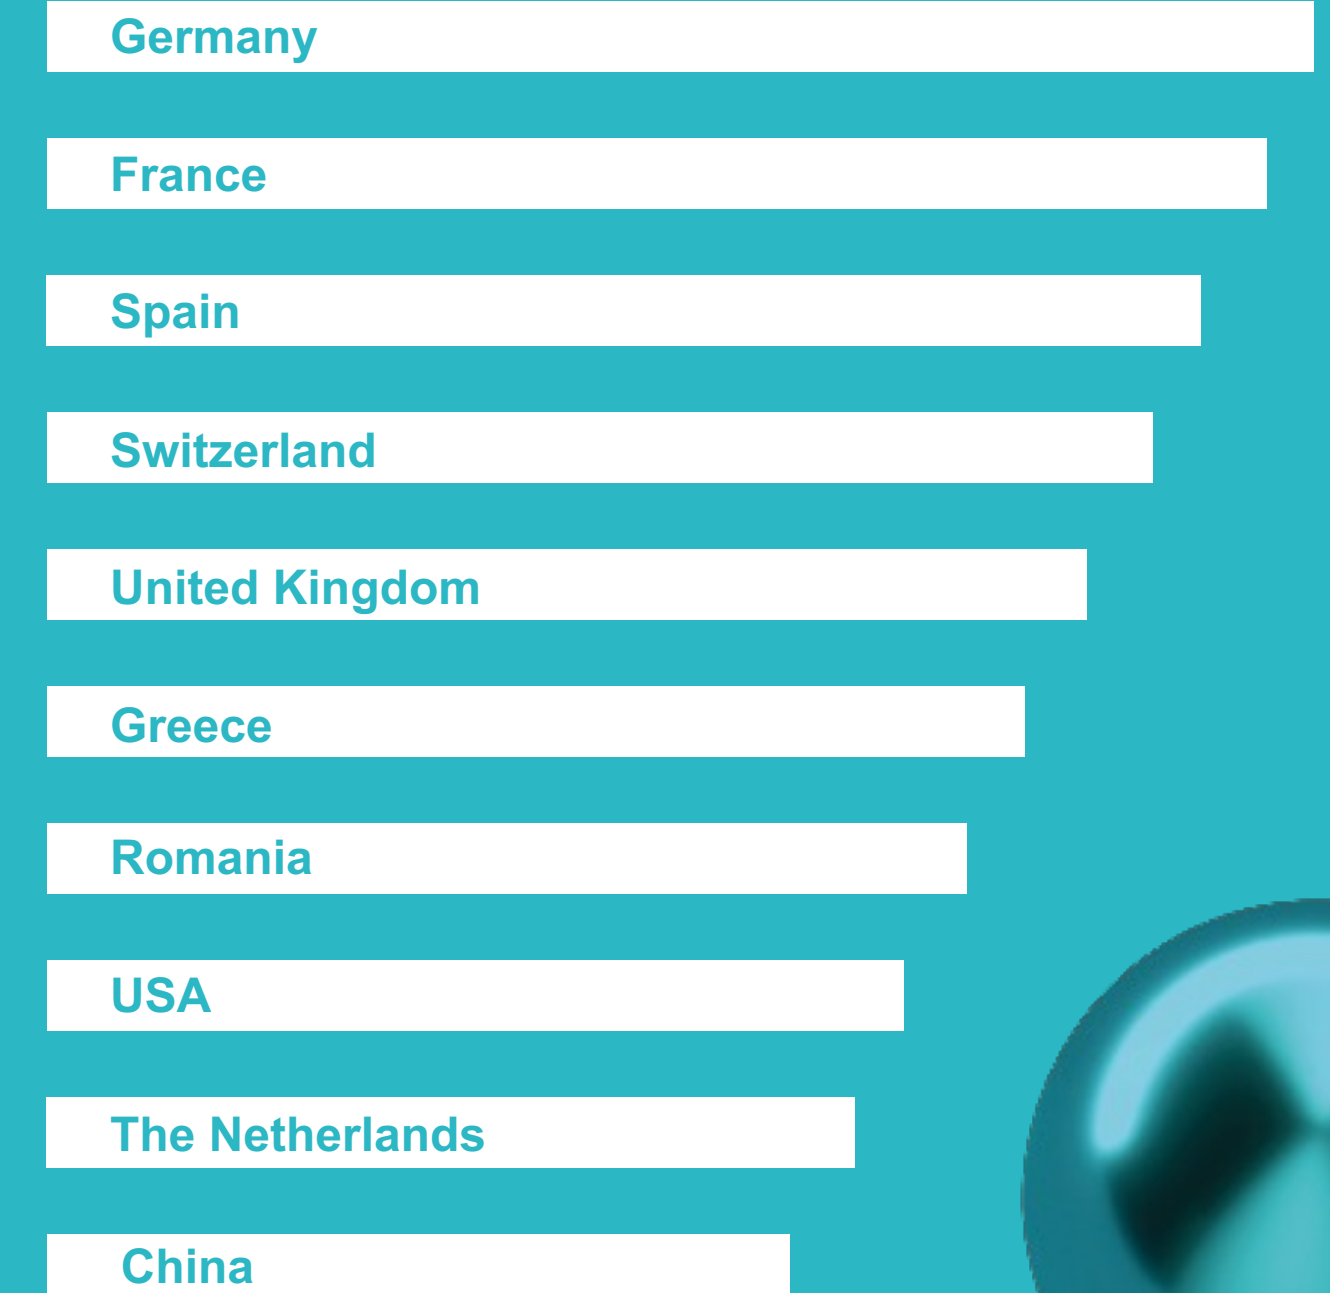 Germany
France
Spain
Switzerland
United Kingdom
Greece
Romania
USA
The Netherlands
China